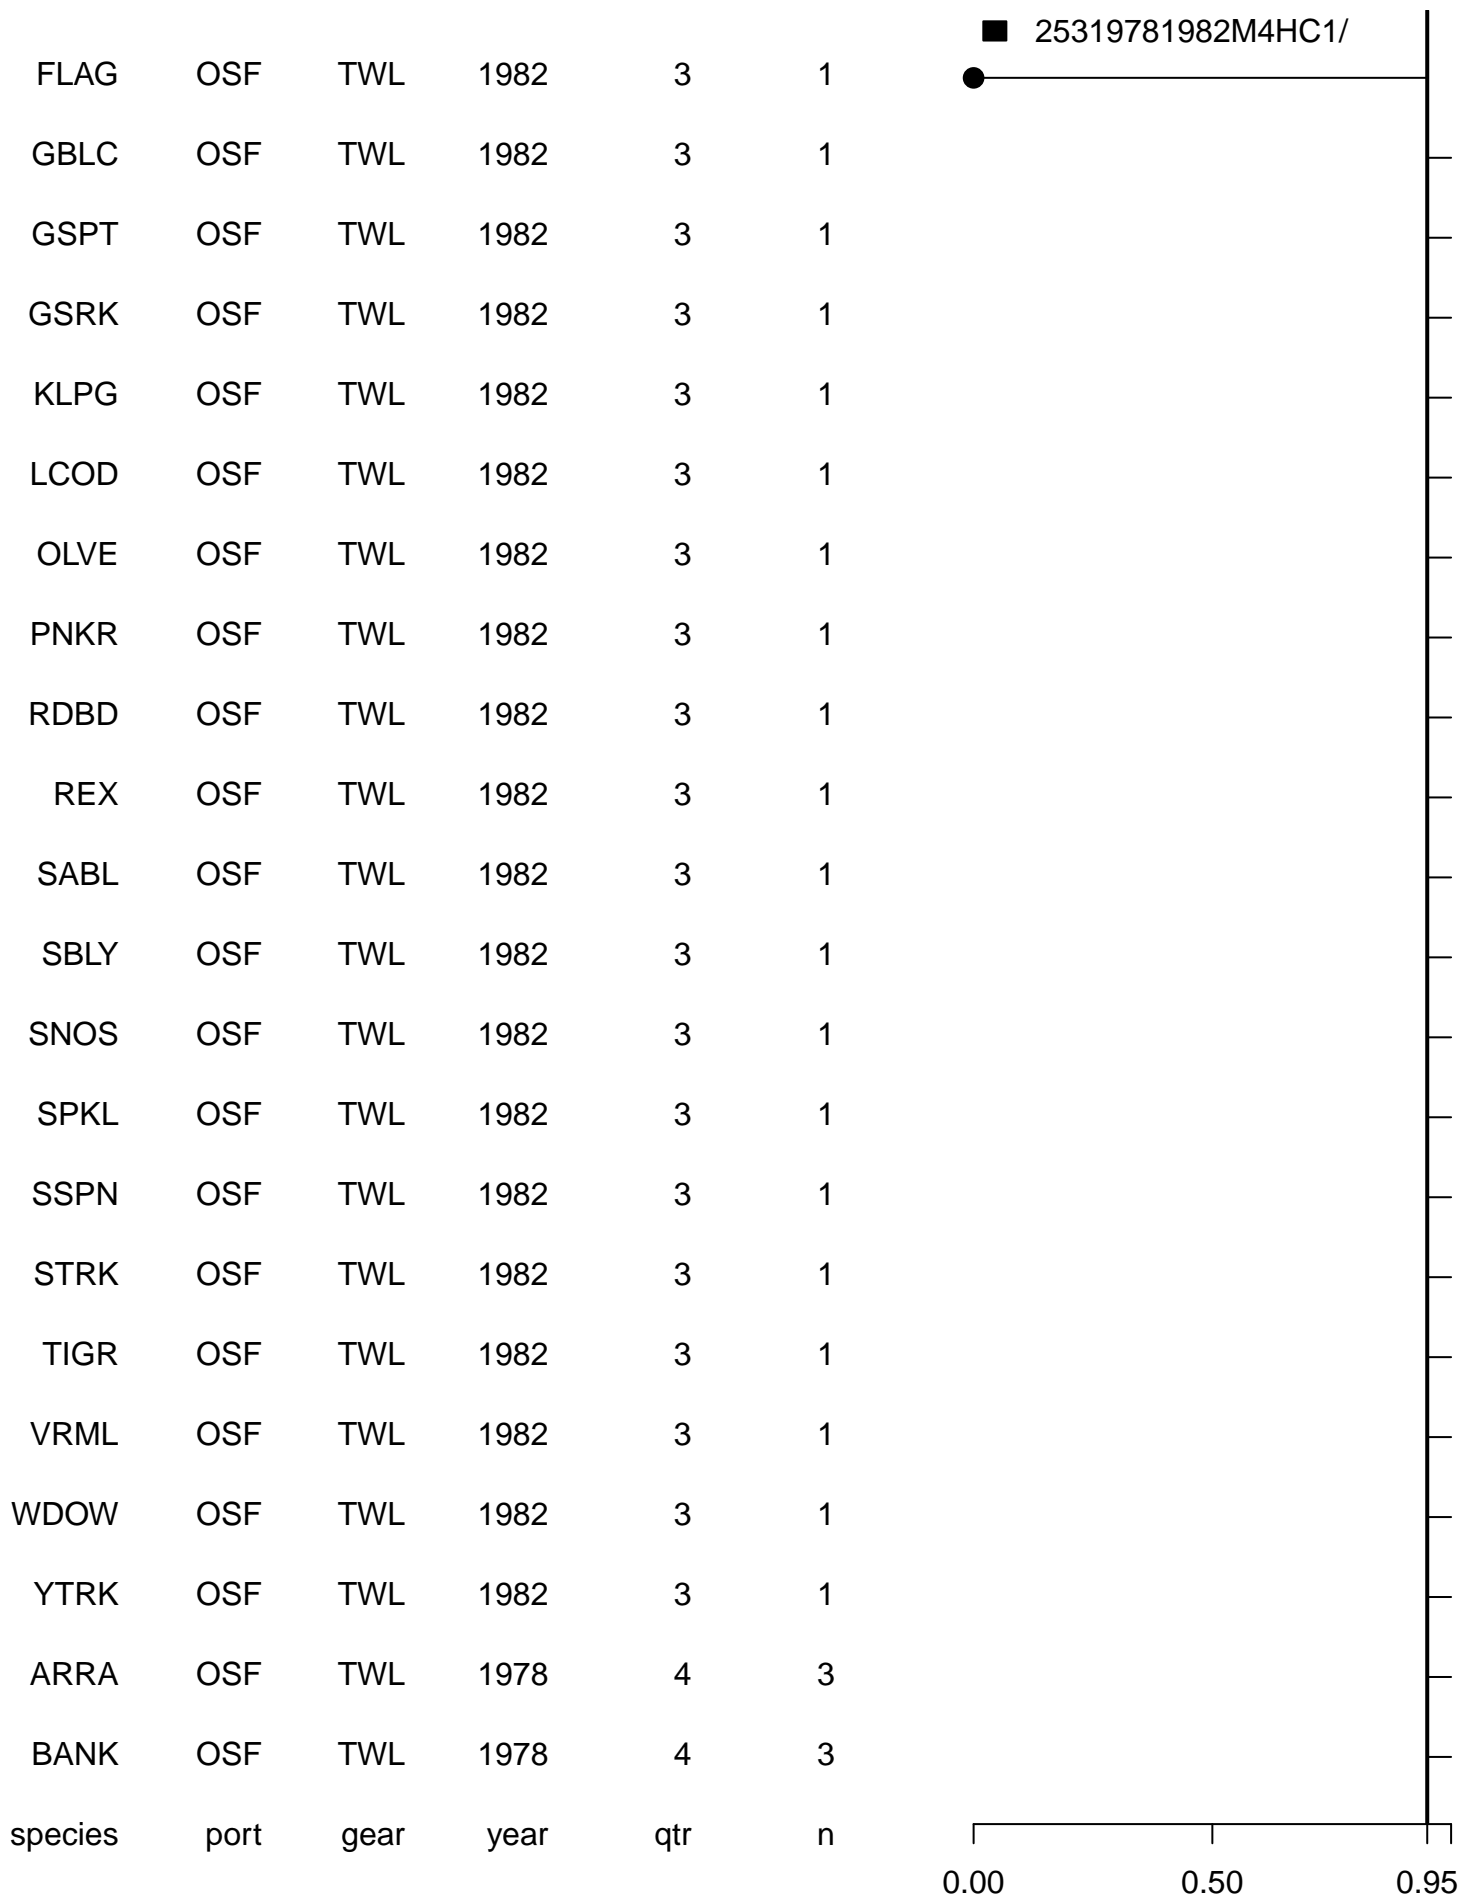 25319781982M4HC1/
FLAG OSF TWL 1982 3 1
GBLC OSF TWL 1982 3 1
GSPT OSF TWL 1982 3 1
GSRK OSF TWL 1982 3 1
KLPG OSF TWL 1982 3 1
LCOD OSF TWL 1982 3 1
OLVE OSF TWL 1982 3 1
PNKR OSF TWL 1982 3 1
RDBD OSF TWL 1982 3 1
REX OSF TWL 1982 3 1
SABL OSF TWL 1982 3 1
SBLY OSF TWL 1982 3 1
SNOS OSF TWL 1982 3 1
SPKL OSF TWL 1982 3 1
SSPN OSF TWL 1982 3 1
STRK OSF TWL 1982 3 1
TIGR OSF TWL 1982 3 1
VRML OSF TWL 1982 3 1
WDOW OSF TWL 1982 3 1
YTRK OSF TWL 1982 3 1
ARRA OSF TWL 1978 4 3
BANK OSF TWL 1978 4 3
species port gear year qtr n
0.00 0.50 0.95